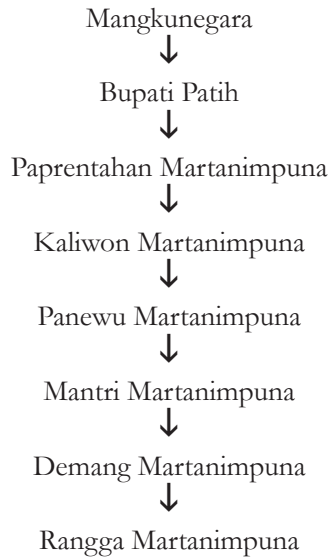 Mangkunegara
Bupati Patih
Paprentahan Martanimpuna
Kaliwon Martanimpuna
Panewu Martanimpuna
Mantri Martanimpuna
Demang Martanimpuna
Rangga Martanimpuna